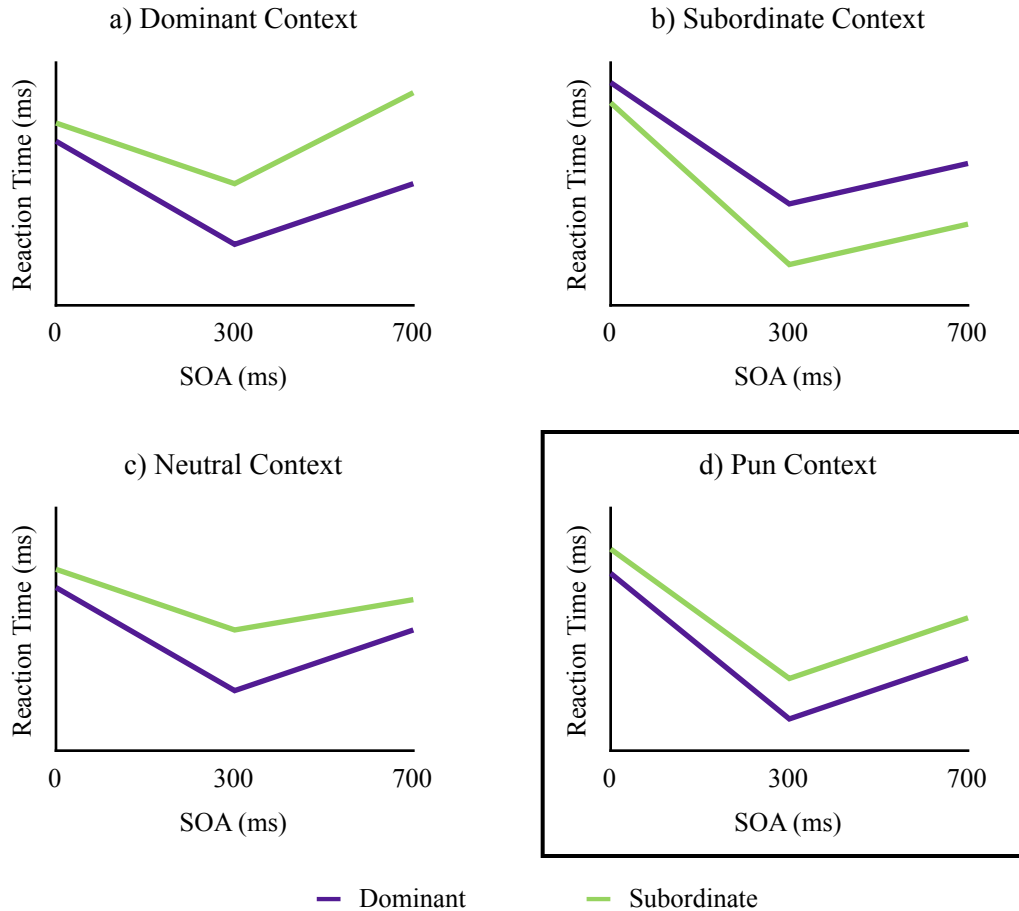 a) Dominant Context
Reaction Time (ms)
0 300 700
SOA (ms)
b) Subordinate Context
Reaction Time (ms)
0 300 700
SOA (ms)
c) Neutral Context
Reaction Time (ms)
0 300 700
SOA (ms)
d) Pun Context
Reaction Time (ms)
0 300 700
SOA (ms)
Dominant Subordinate